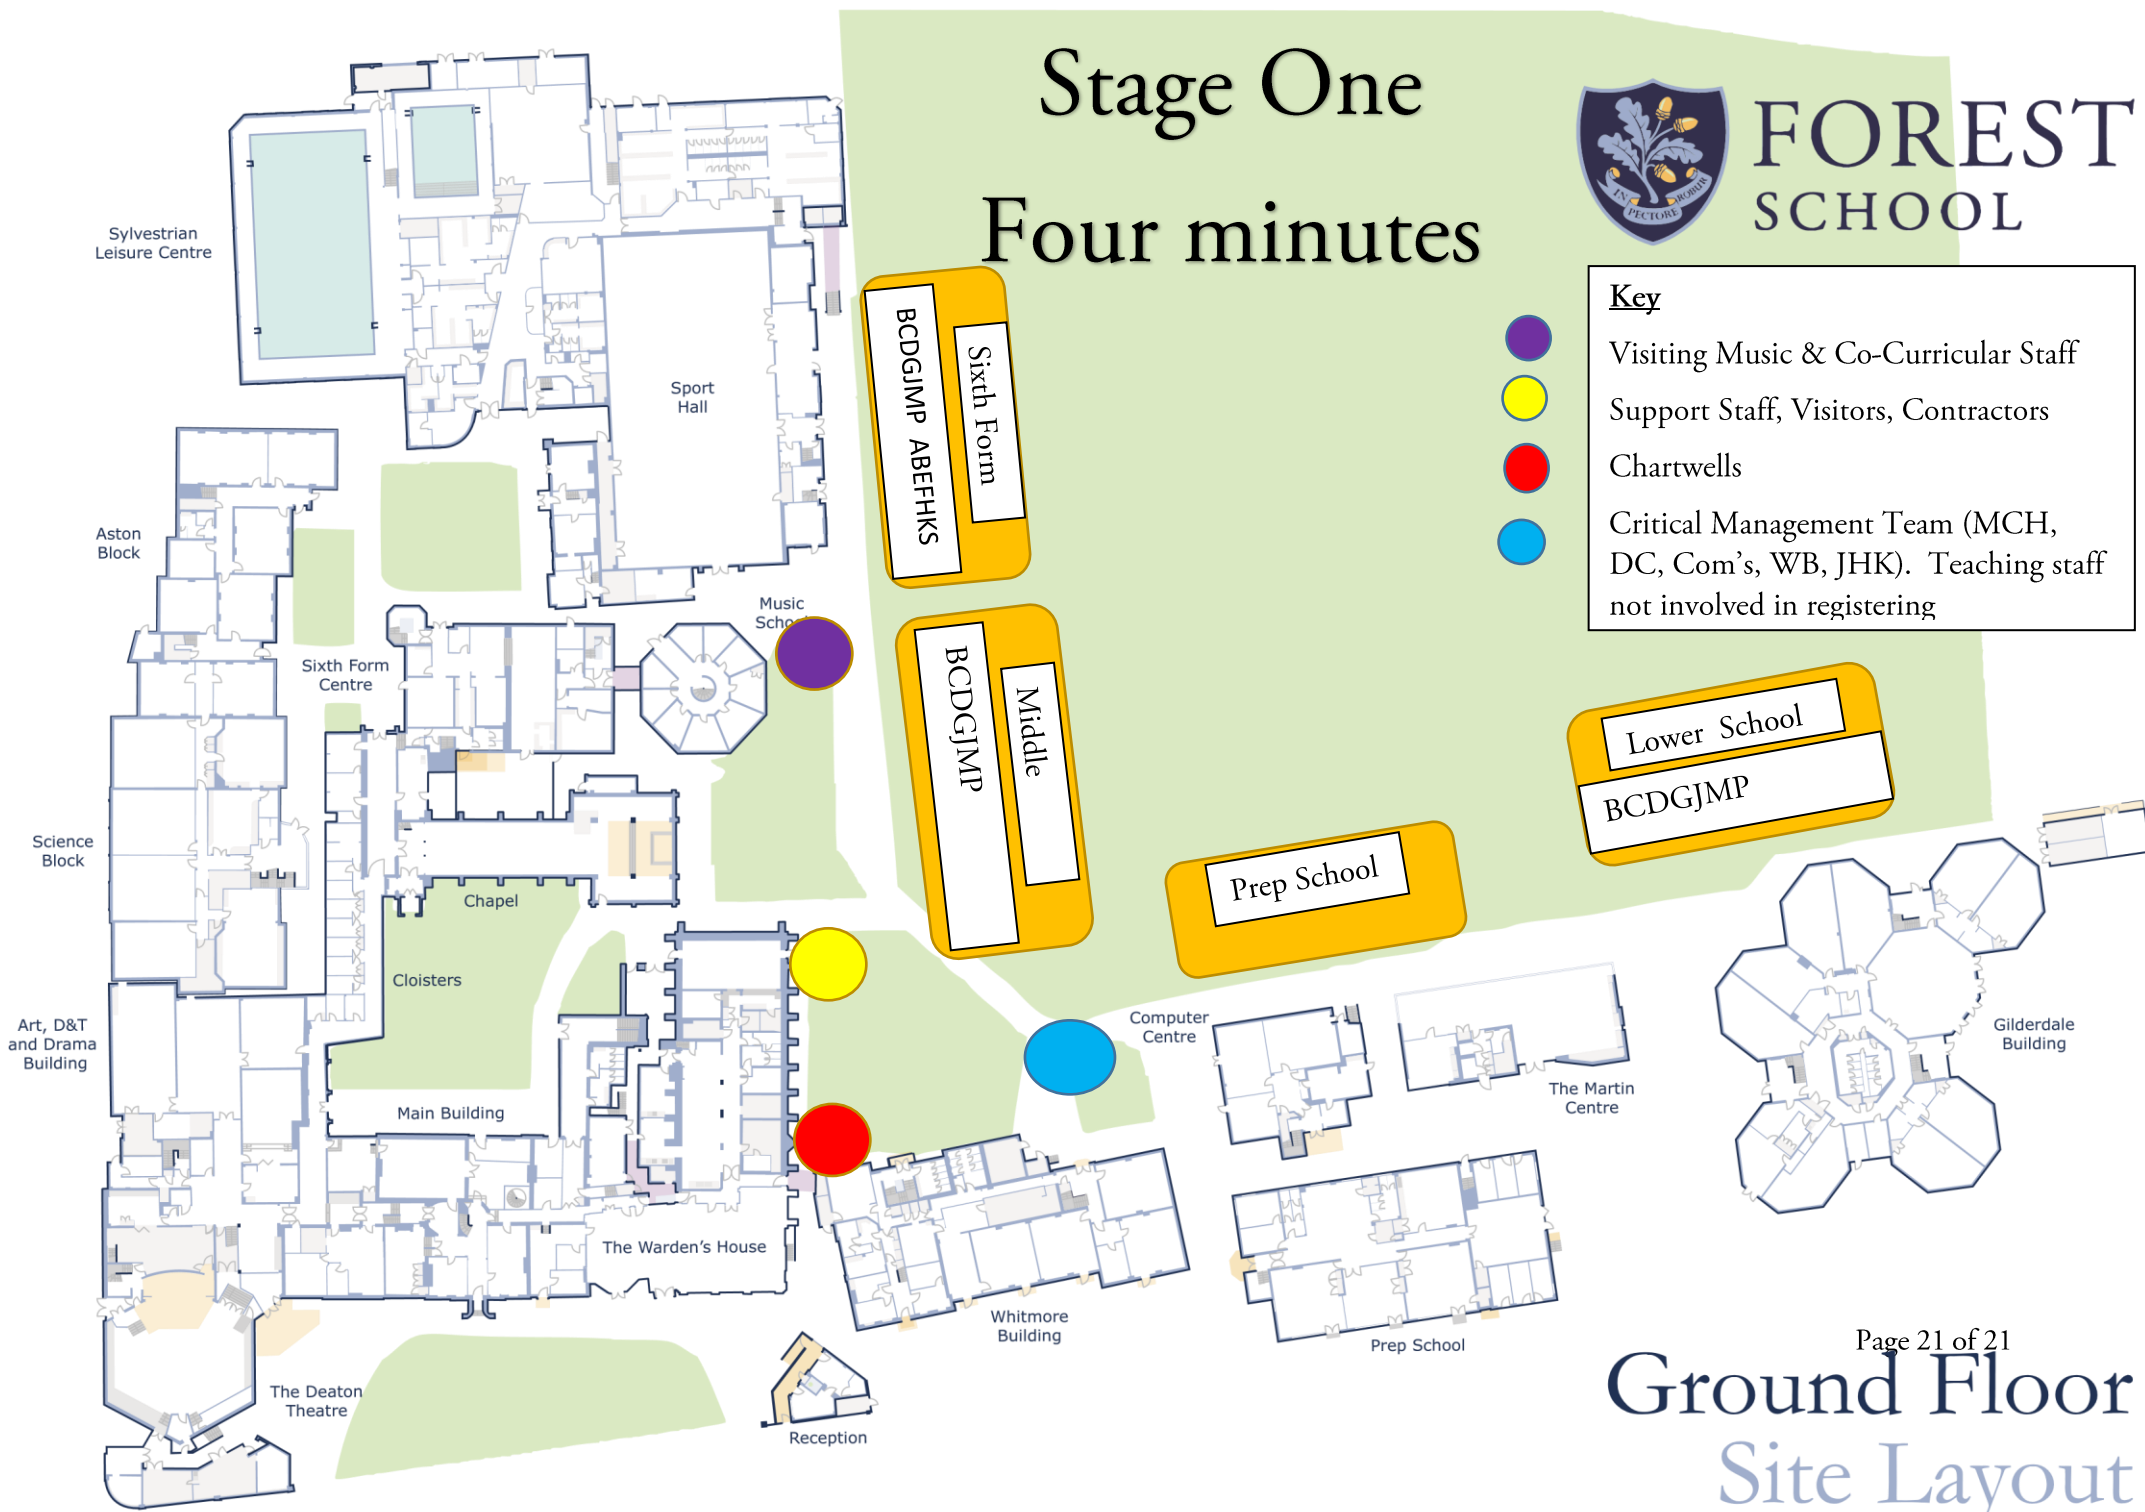 Stage One
Four minutes
FOREST
SCHOOL
IN PECTORE ROBUR
Key
Visiting Music & Co-Curricular Staff
Support Staff, Visitors, Contractors
Chartwells
Critical Management Team (MCH,
DC, Com's, WB, JHK).  Teaching staff
not involved in registering
Sylvestrian
Leisure Centre
Sport
Hall
BCDGJMP  ABEFHKS
Sixth Form
Aston
Block
Music
School
Sixth Form
Centre
BCDGJMP
Middle
Lower  School
BCDGJMP
Prep School
Science
Block
Chapel
Cloisters
Art, D&T
and Drama
Building
Main Building
Computer
Centre
The Martin
Centre
Gilderdale
Building
The Warden's House
Whitmore
Building
Prep School
The Deaton
Theatre
Reception
Page 21 of 21
Ground Floor
Site Layout